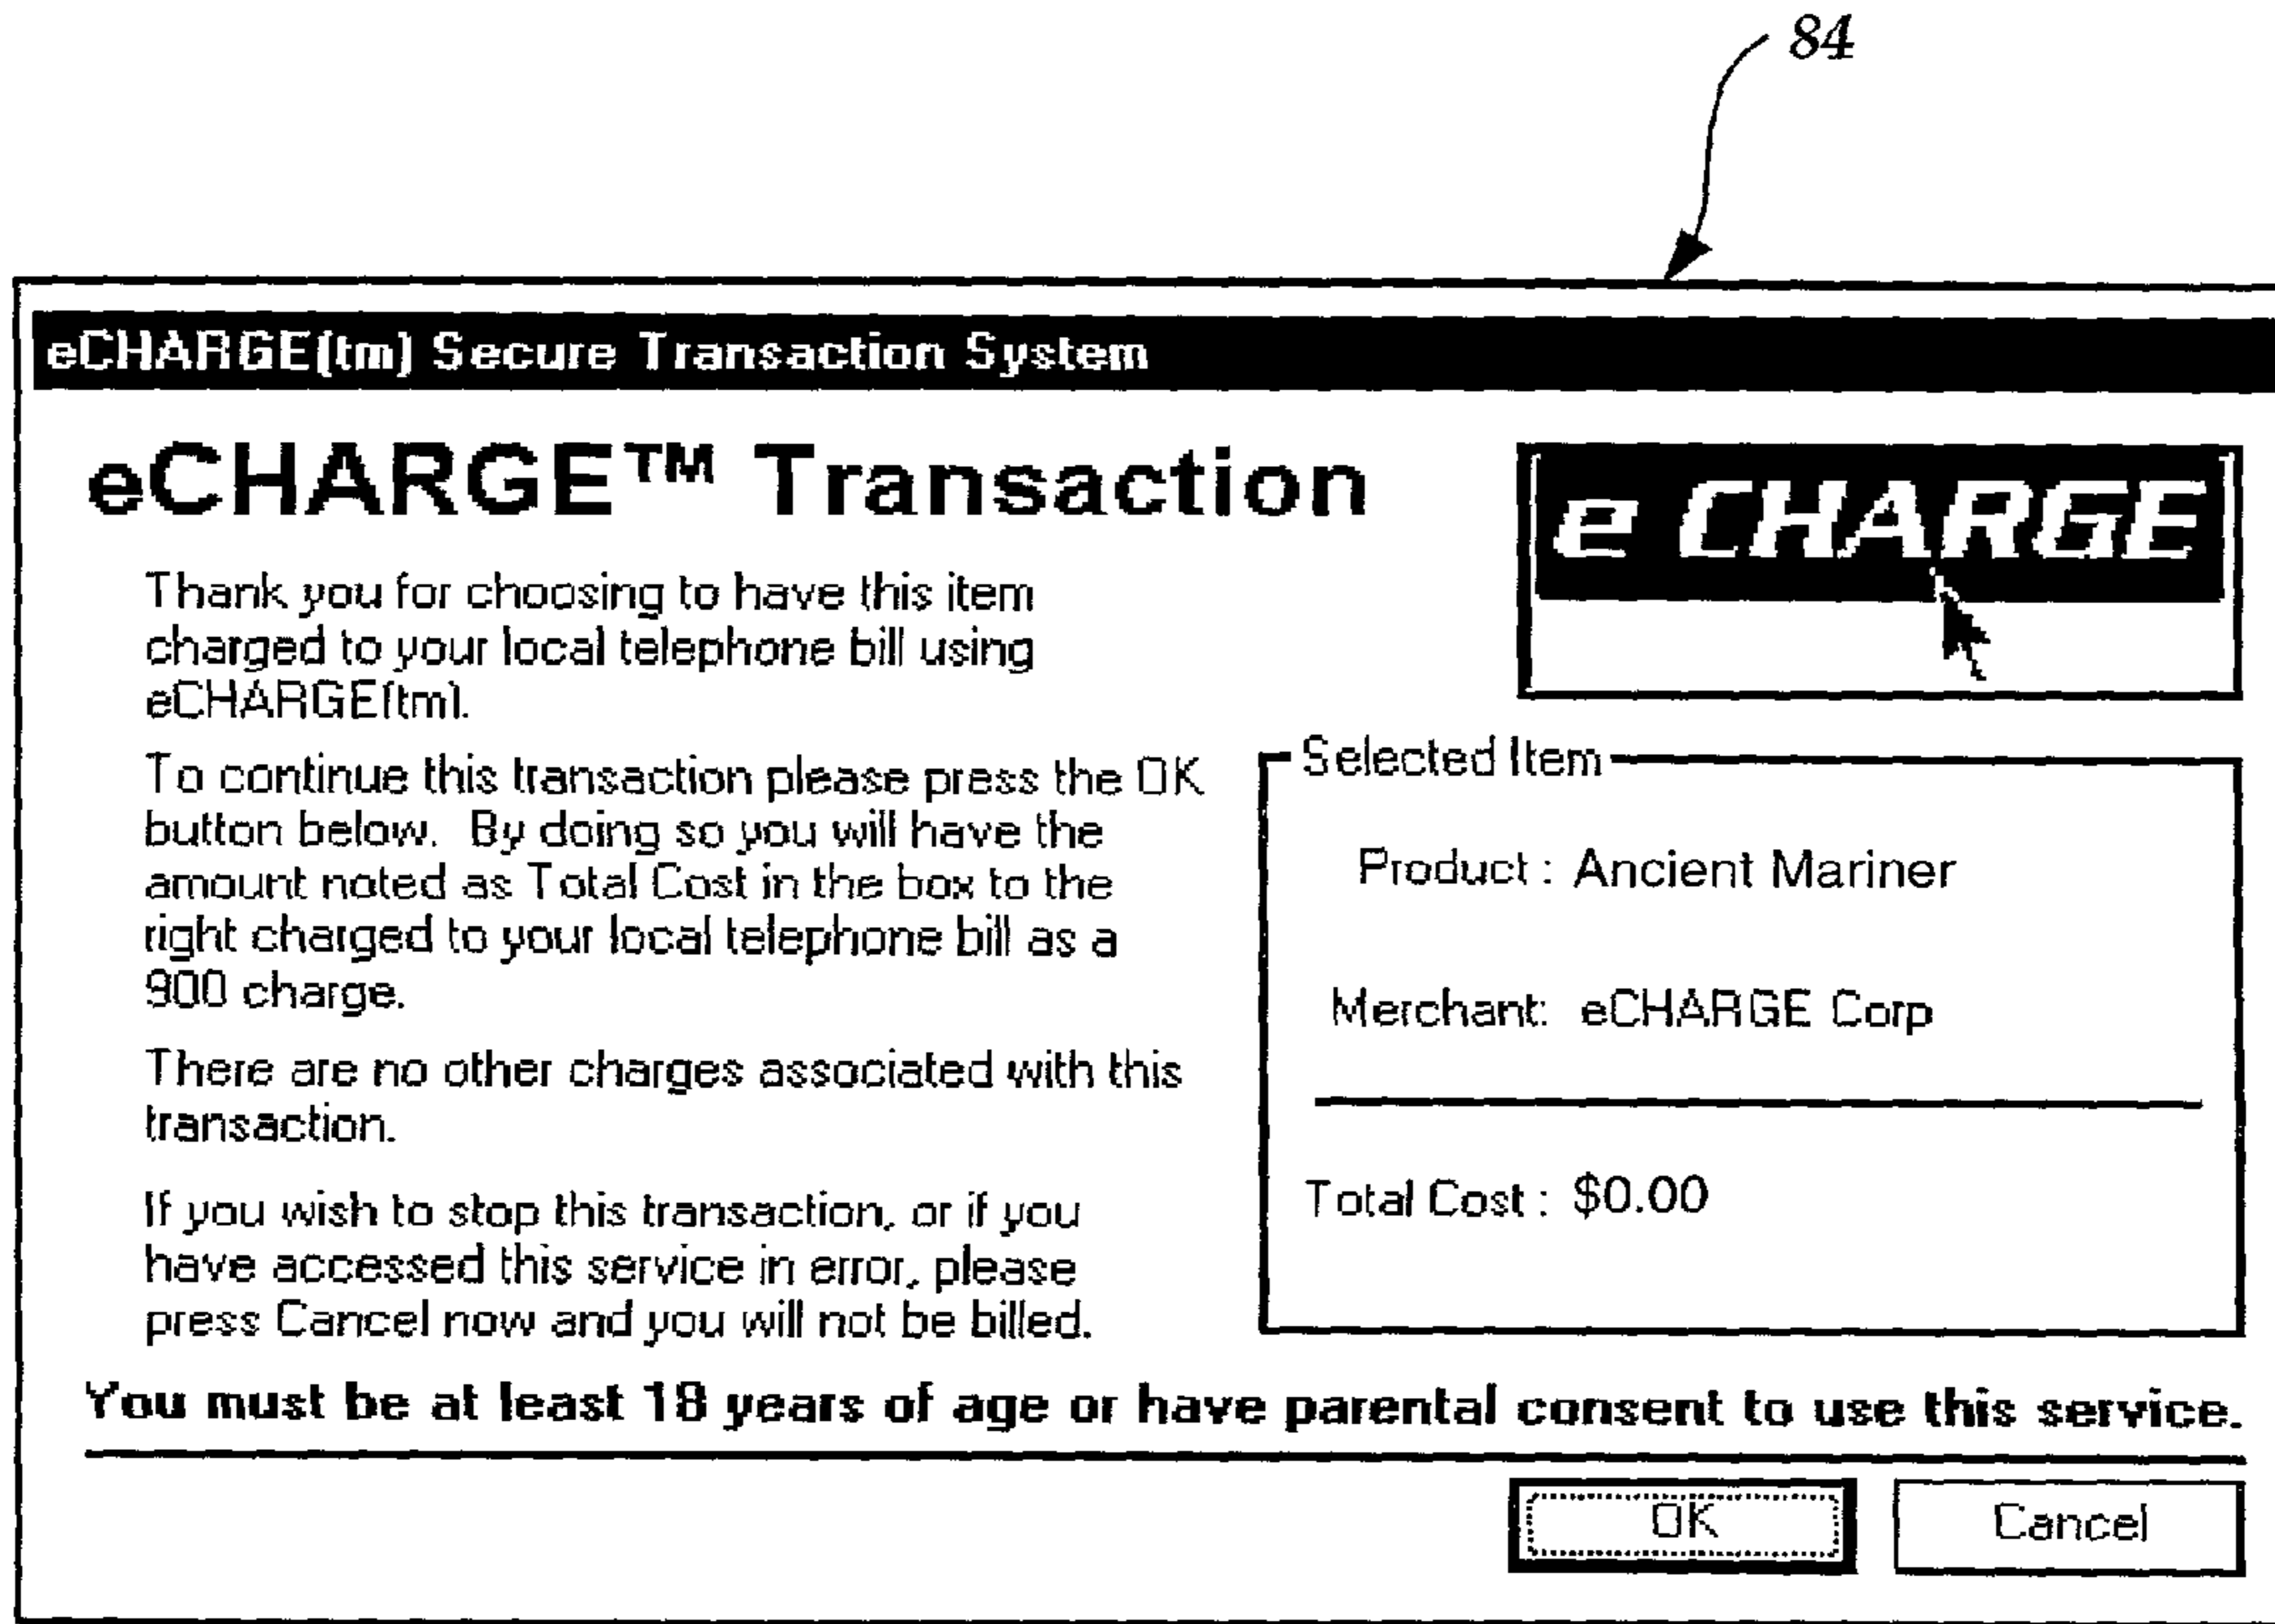 84
eCHARGE(tm) Secure Transaction System
eCHARGE™ Transaction
e CHARGE
Thank you for choosing to have this item
charged to your local telephone bill using
eCHARGE(tm).
To continue this transaction please press the OK
button below. By doing so you will have the
amount noted as Total Cost in the box to the
right charged to your local telephone bill as a
900 charge.
There are no other charges associated with this
transaction.
If you wish to stop this transaction, or if you
have accessed this service in error, please
press Cancel now and you will not be billed.
Selected Item
Product : Ancient Mariner
Merchant: eCHARGE Corp
Total Cost : $0.00
You must be at least 18 years of age or have parental consent to use this service.
OK
Cancel